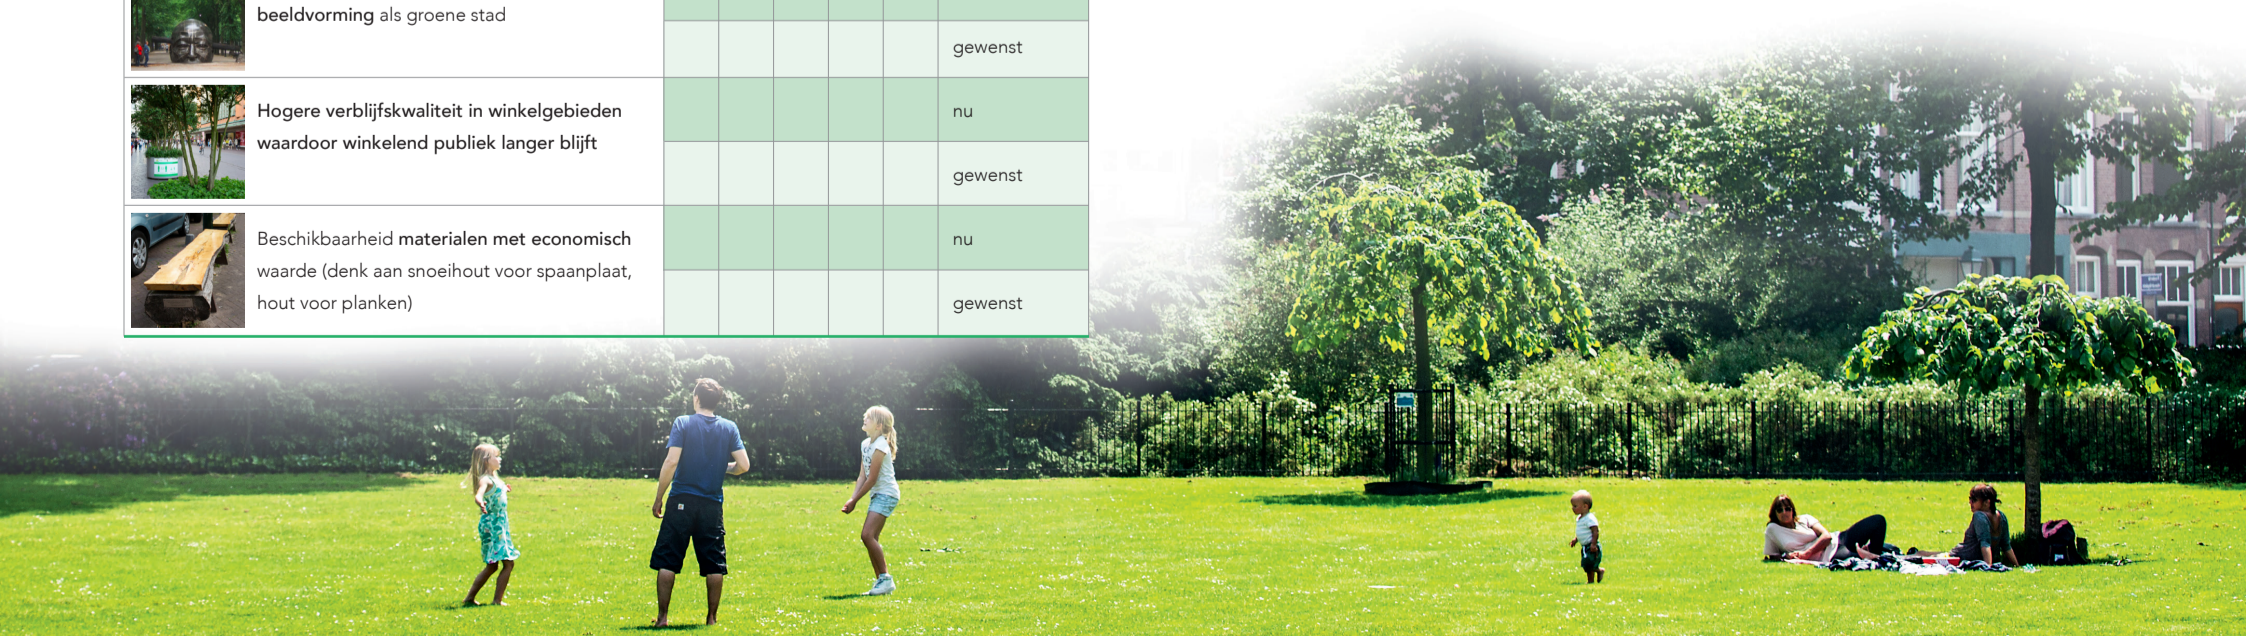 beeldvorming als groene stad
gewenst
Hogere verblijfskwaliteit in winkelgebieden
waardoor winkelend publiek langer blijft
nu
gewenst
Beschikbaarheid materialen met economisch
waarde (denk aan snoeihout voor spaanplaat,
hout voor planken)
nu
gewenst